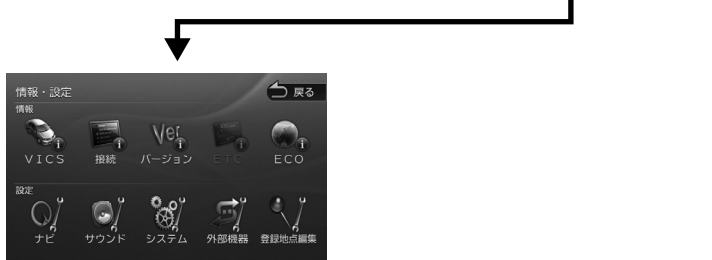 情報・設定 戻る
情報
VICS 接続 バージョン ETC ECO
設定
ナビ サウンド システム 外部機器 登録地点編集